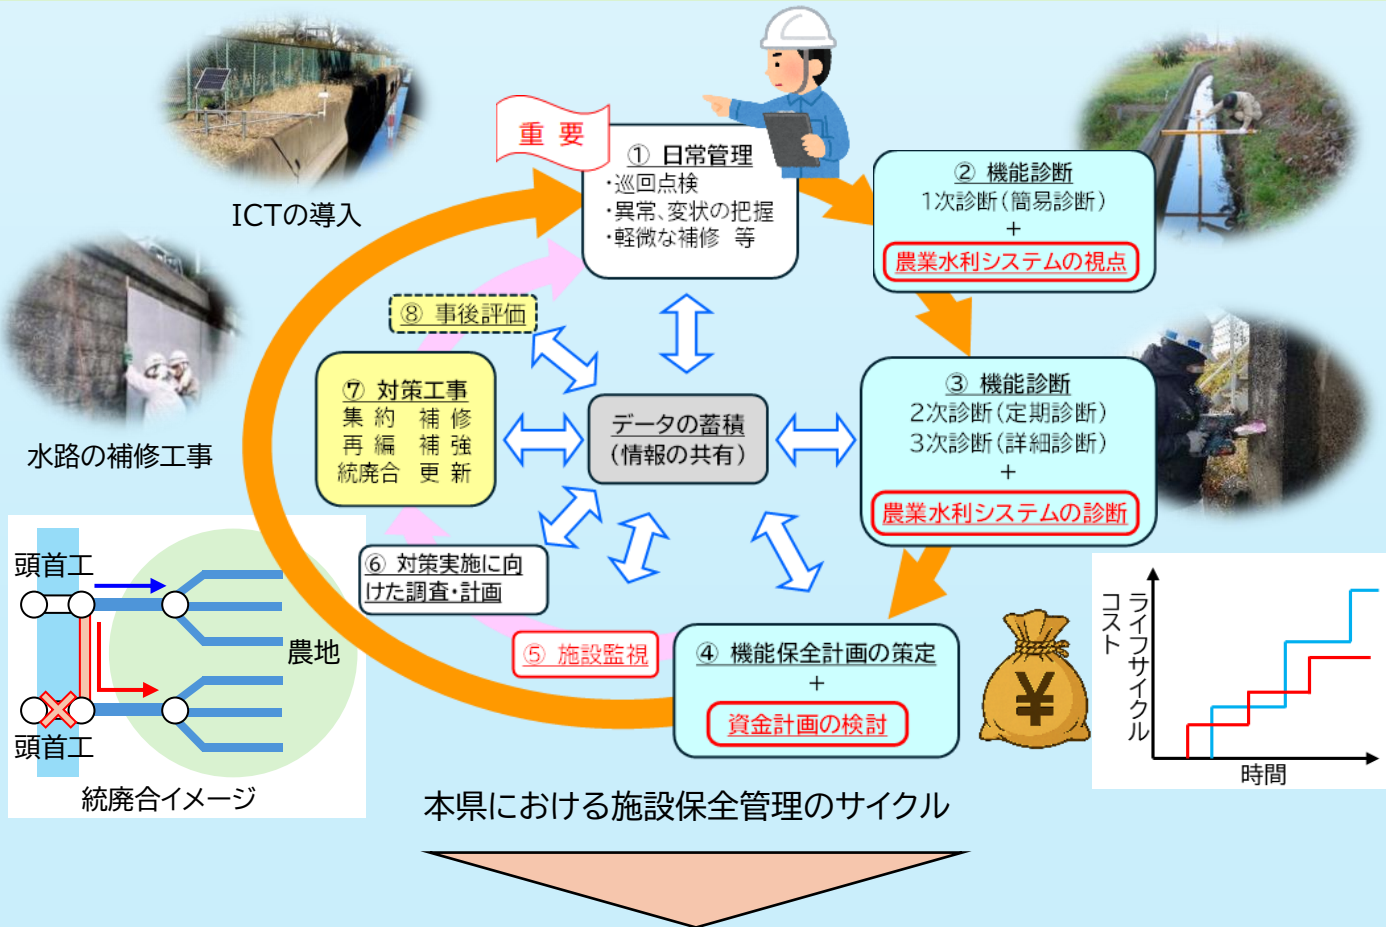 ICTの導入
重要
① 日常管理
・巡回点検
・異常、変状の把握
・軽微な補修 等
② 機能診断
1次診断(簡易診断)
+
農業水利システムの視点
③ 機能診断
2次診断(定期診断)
3次診断(詳細診断)
+
農業水利システムの診断
④ 機能保全計画の策定
+
資金計画の検討
⑤ 施設監視
⑥ 対策実施に向
けた調査・計画
⑦ 対策工事
集約 補修
再編 補強
統廃合 更新
⑧ 事後評価
データの蓄積
(情報の共有)
水路の補修工事
頭首工
農地
頭首工
統廃合イメージ
¥
ライフサイクル
コスト
時間
本県における施設保全管理のサイクル